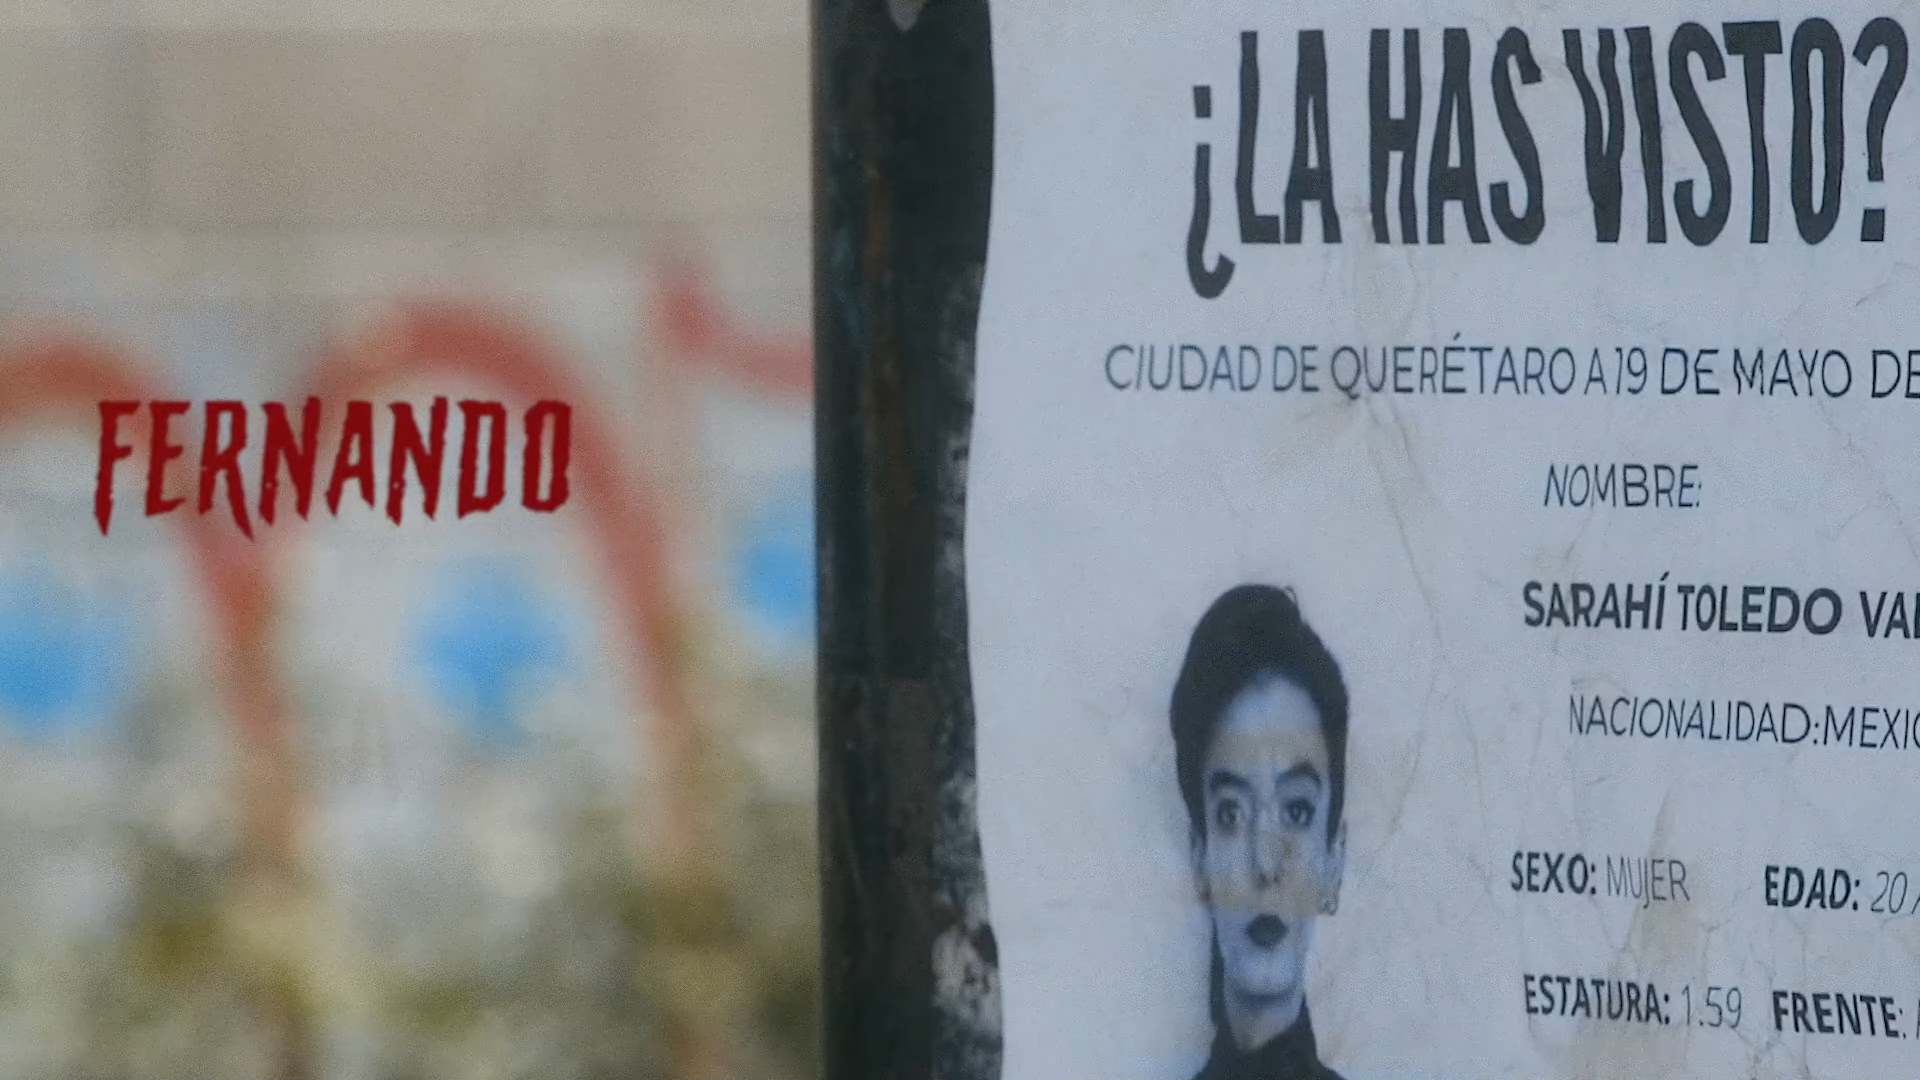 FERNANDO
¿LA HAS VISTO?
CIUDAD DE QUERÉTARO A 19 DE MAYO DE
NOMBRE:
SARAHÍ TOLEDO
NACIONALIDAD:
SEXO: MUJER EDAD: 20
ESTATURA: 1.59 FRENTE: